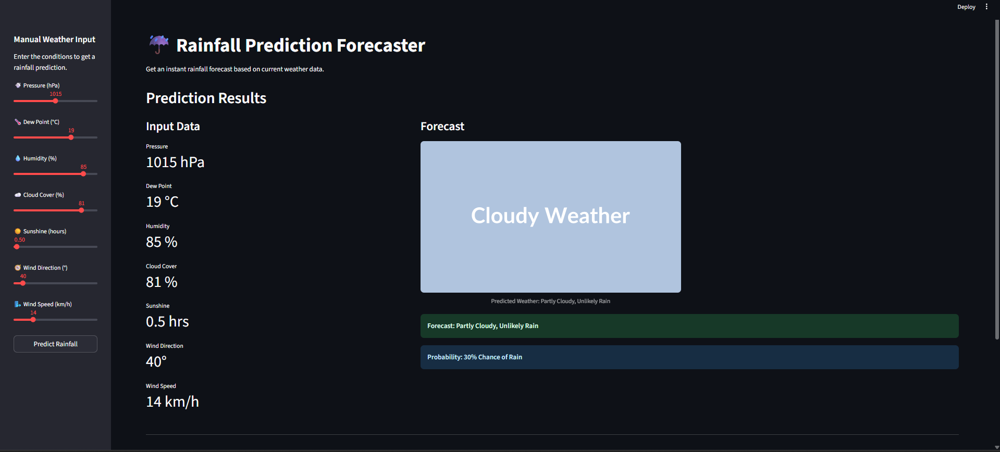 Deploy
Manual Weather Input
Enter the conditions to get a
rainfall prediction.
Pressure (hPa)
1015
Dew Point (°C)
19
Humidity (%)
85
Cloud Cover (%)
81
Sunshine (hours)
0.50
Wind Direction (°)
40
Wind Speed (km/h)
14
Predict Rainfall
Rainfall Prediction Forecaster
Get an instant rainfall forecast based on current weather data.
Prediction Results
Input Data
Pressure
1015 hPa
Dew Point
19 °C
Humidity
85 %
Cloud Cover
81 %
Sunshine
0.5 hrs
Wind Direction
40°
Wind Speed
14 km/h
Forecast
Cloudy Weather
Predicted Weather: Partly Cloudy, Unlikely Rain
Forecast: Partly Cloudy, Unlikely Rain
Probability: 30% Chance of Rain